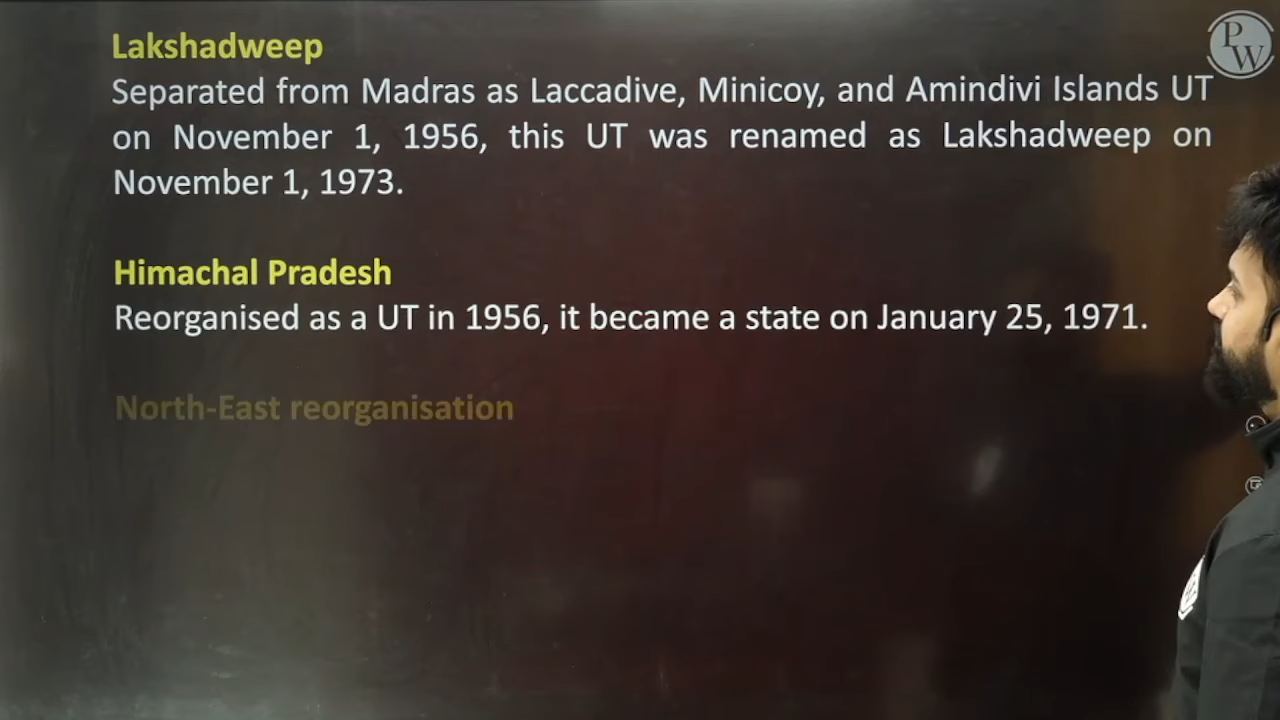 Lakshadweep
Separated from Madras as Laccadive, Minicoy, and Amindivi Islands UT
on November 1, 1956, this UT was renamed as Lakshadweep on
November 1, 1973.
Himachal Pradesh
Reorganised as a UT in 1956, it became a state on January 25, 1971.
North-East reorganisation
PW